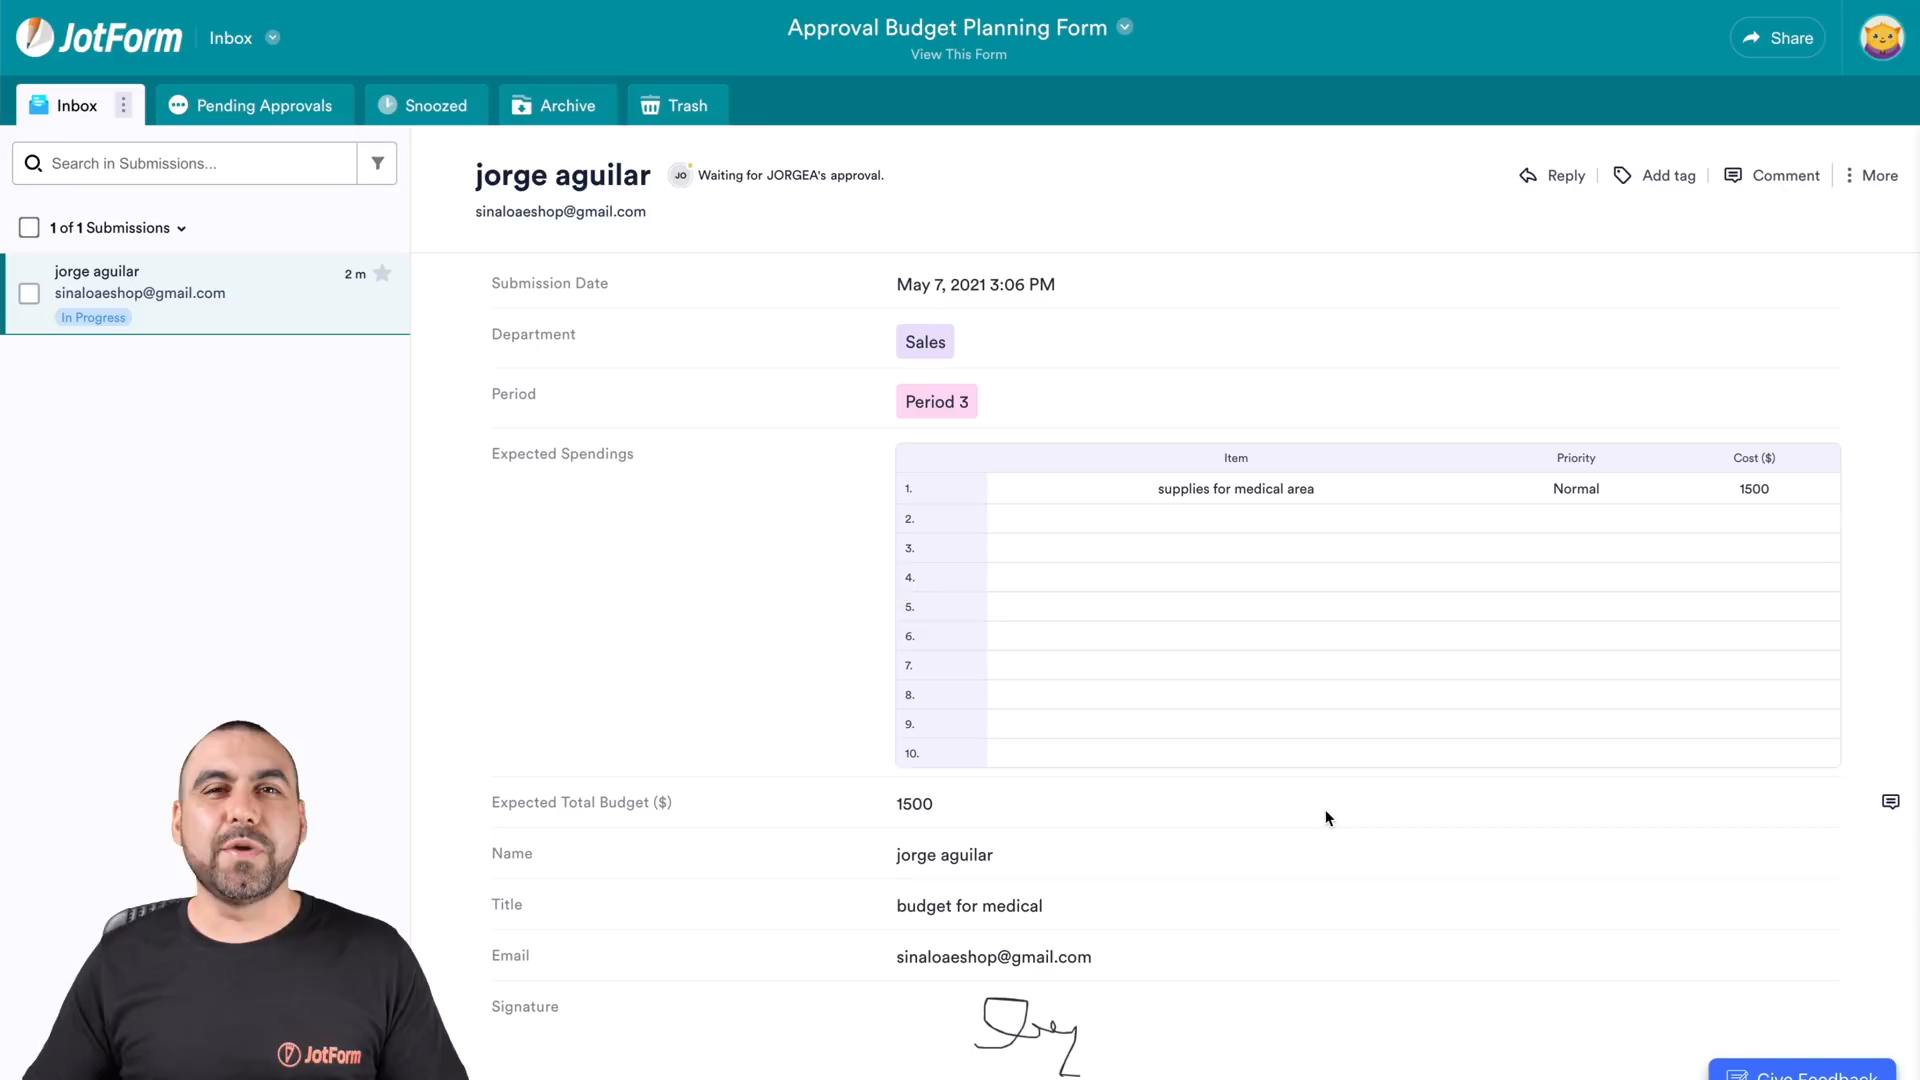 JotForm
Inbox
Approval Budget Planning Form
View This Form
Share
Inbox
Pending Approvals
Snoozed
Archive
Trash
Search in Submissions...
1 of 1 Submissions
jorge aguilar
2 m
sinaloaeshop@gmail.com
In Progress
jorge aguilar
JO
Waiting for JORGEA's approval.
sinaloaeshop@gmail.com
Reply
Add tag
Comment
More
Submission Date
May 7, 2021 3:06 PM
Department
Sales
Period
Period 3
Expected Spendings
Item Priority Cost ($)
1. supplies for medical area Normal 1500
2.
3.
4.
5.
6.
7.
8.
9.
10.
Expected Total Budget ($)
1500
Name
jorge aguilar
Title
budget for medical
Email
sinaloaeshop@gmail.com
Signature
JotForm
Give Feedback